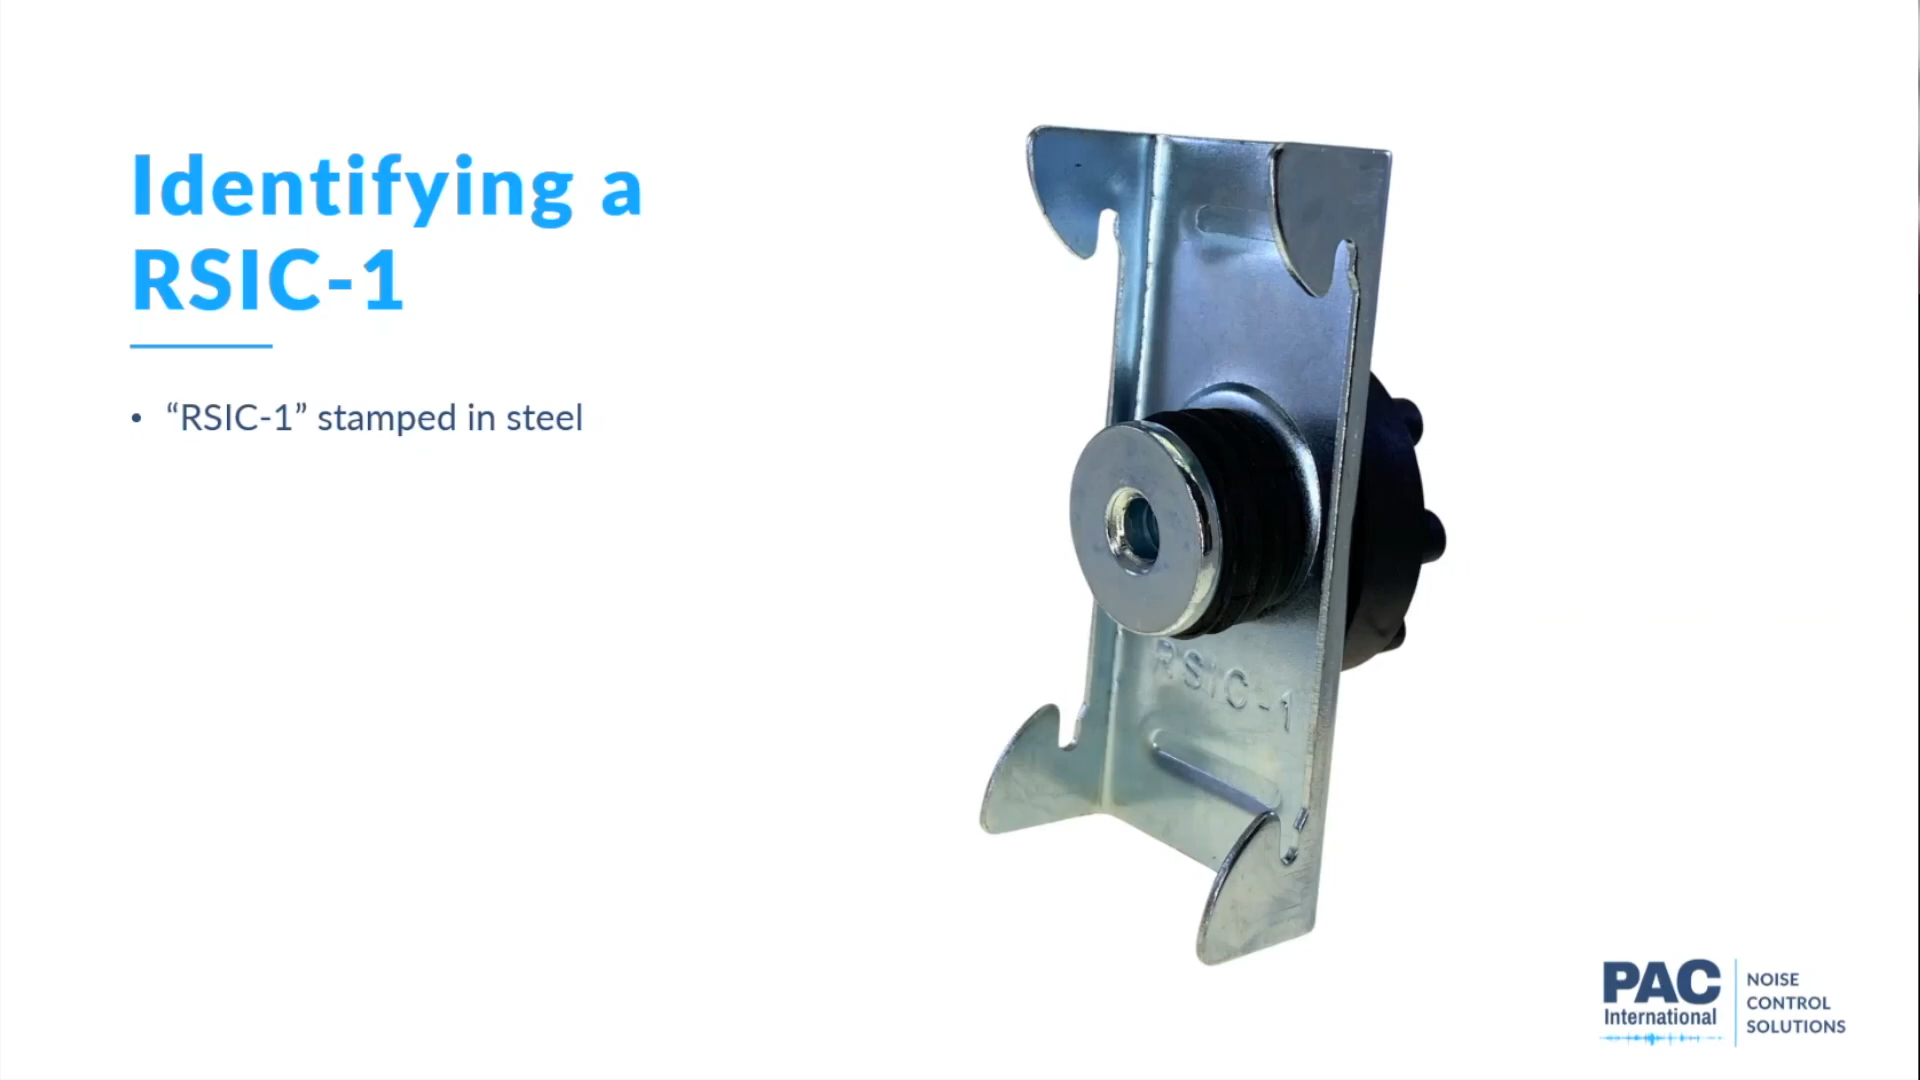 Identifying a
RSIC-1
• “RSIC-1” stamped in steel
RSIC-1
PAC
International
NOISE
CONTROL
SOLUTIONS